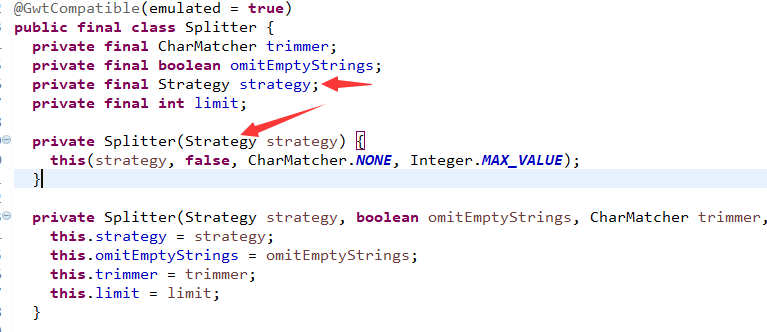 @GwtCompatible(emulated = true)
public final class Splitter {
private final CharMatcher trimmer;
private final boolean omitEmptyStrings;
private final Strategy strategy;
private final int limit;
private Splitter(Strategy strategy) {
this(strategy, false, CharMatcher.NONE, Integer.MAX_VALUE);
}
private Splitter(Strategy strategy, boolean omitEmptyStrings, CharMatcher trimmer,
this.strategy = strategy;
this.omitEmptyStrings = omitEmptyStrings;
this.trimmer = trimmer;
this.limit = limit;
}